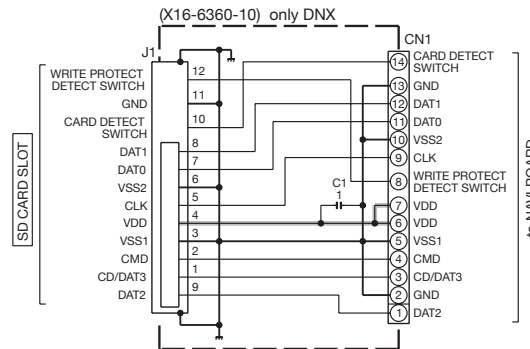 (X16-6360-10) only DNX
J1
CN1
SD CARD SLOT
WRITE PROTECT
DETECT SWITCH
12
GND
11
CARD DETECT
SWITCH
10
DAT1
8
DAT0
7
VSS2
6
CLK
5
VDD
4
VSS1
3
CMD
2
CD/DAT3
1
DAT2
9
C1
1
14 CARD DETECT
SWITCH
13 GND
12 DAT1
11 DAT0
10 VSS2
9 CLK
8 WRITE PROTECT
DETECT SWITCH
7 VDD
6 VDD
5 VSS1
4 CMD
3 CD/DAT3
2 GND
1 DAT2
to NAVI BOARD